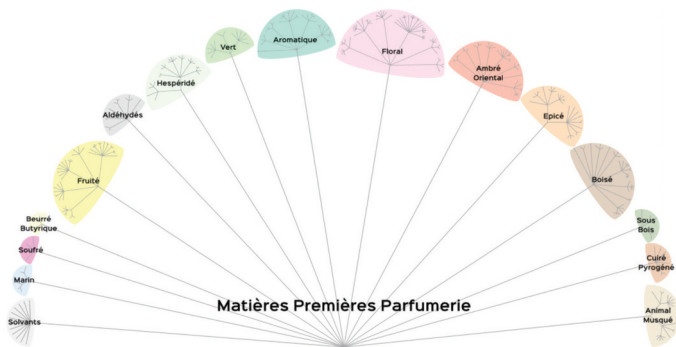 Floral
Aromatique
Vert
Ambré
Oriental
Hespéridé
Epicé
Aldéhydés
Fruité
Boisé
Beurré
Butyrique
Sous
Bois
Soufré
Cuiré
Pyrogéné
Marin
Matières Premières Parfumerie
Solvants
Animal
Musqué